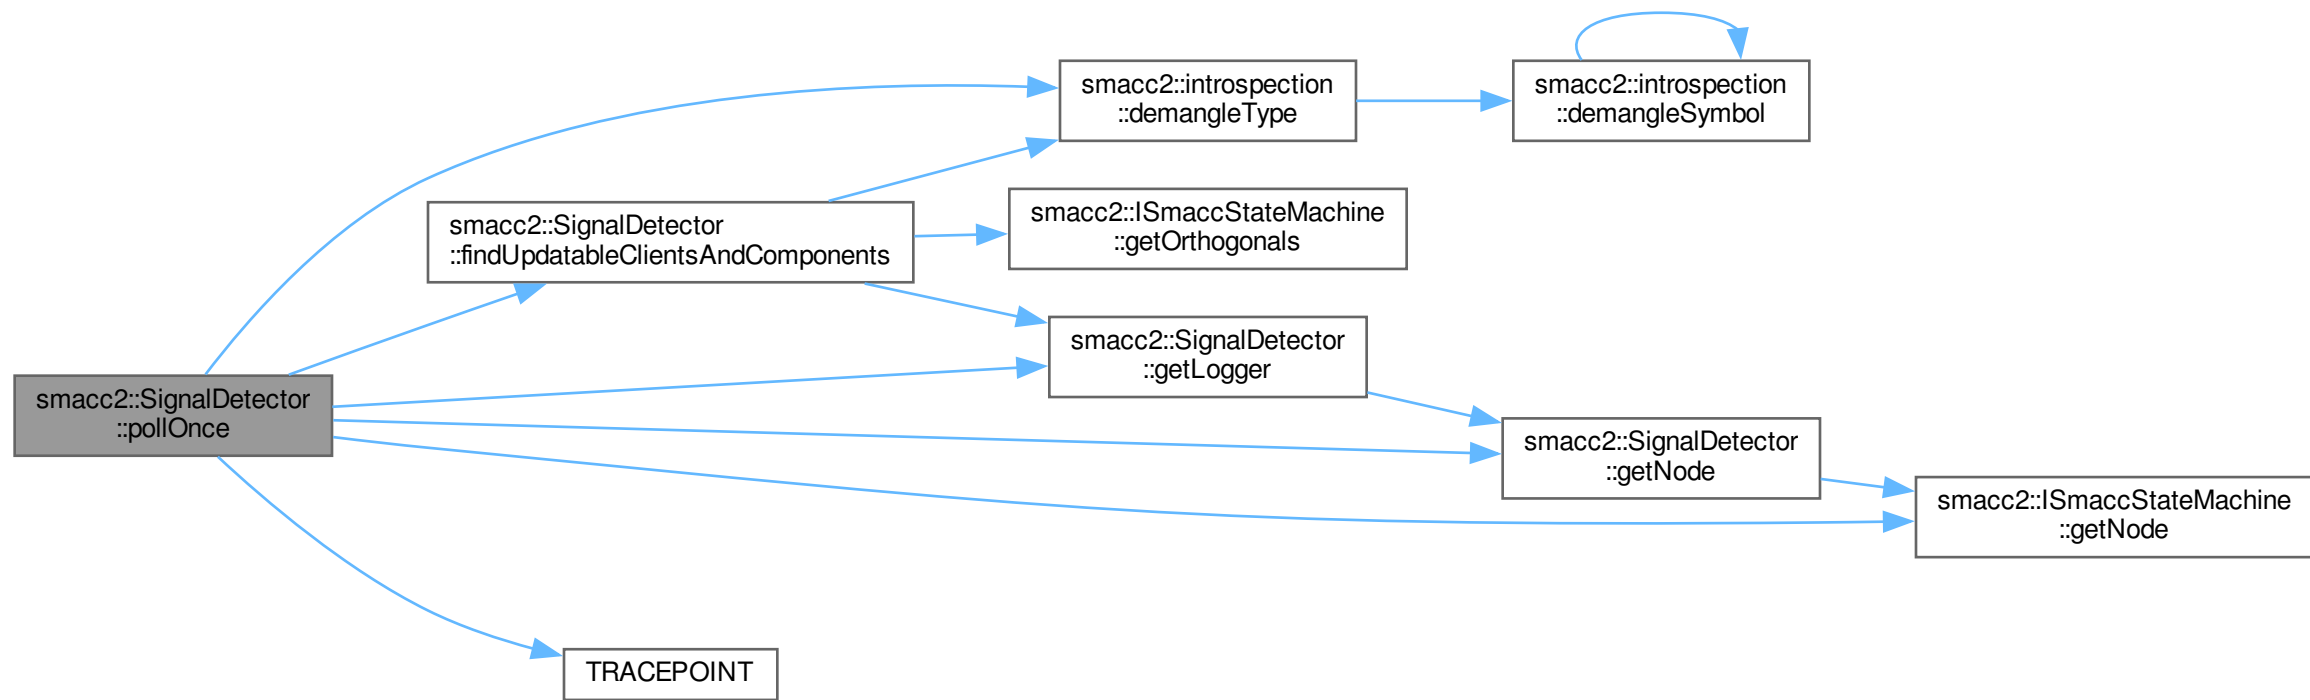 smacc2::introspection
::demangleType
smacc2::introspection
::demangleSymbol
smacc2::SignalDetector
::findUpdatableClientsAndComponents
smacc2::ISmaccStateMachine
::getOrthogonals
smacc2::SignalDetector
::getLogger
smacc2::SignalDetector
::pollOnce
smacc2::SignalDetector
::getNode
smacc2::ISmaccStateMachine
::getNode
TRACEPOINT